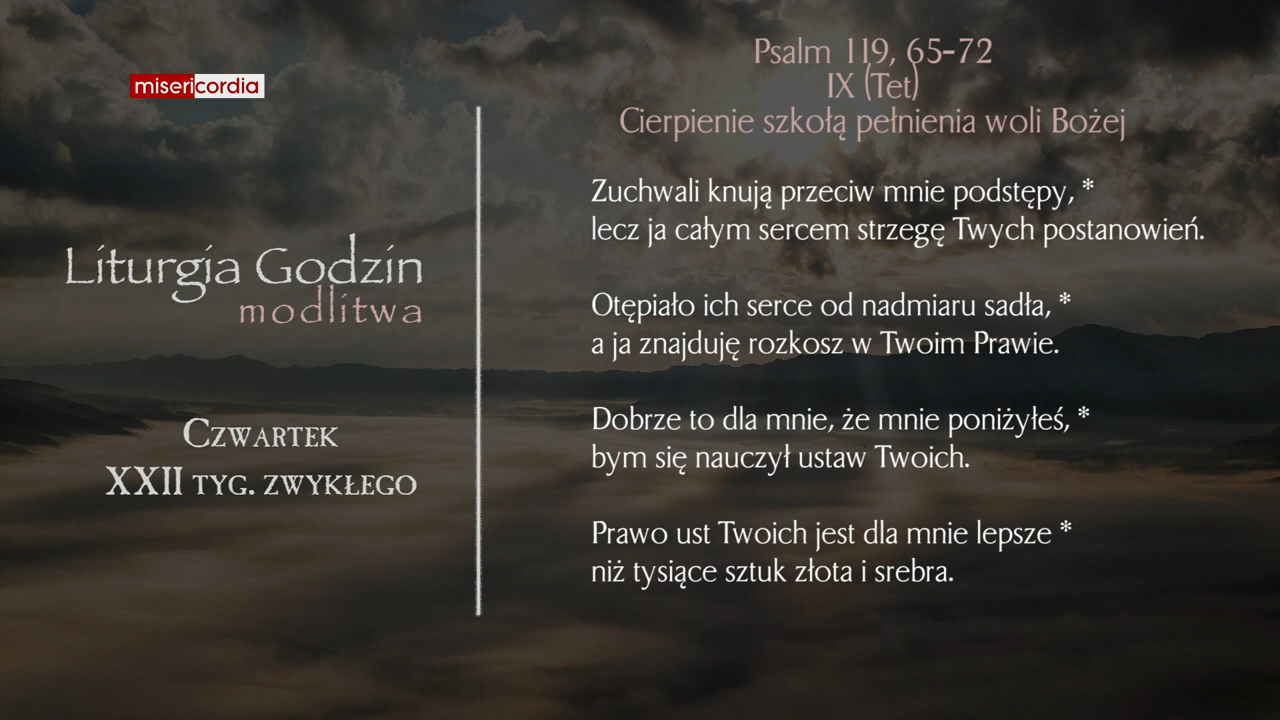 misericordia
Liturgia Godzin
modlitwa
Czwartek
XXII tyg. zwykłego
Psalm 119, 65-72
IX (Tet)
Cierpienie szkołą pełnienia woli Bożej
Zuchwali knują przeciw mnie podstępy, *
lecz ja całym sercem strzegę Twych postanowień.
Otępiało ich serce od nadmiaru sadła, *
a ja znajduję rozkosz w Twoim Prawie.
Dobrze to dla mnie, że mnie poniżyłeś, *
bym się nauczył ustaw Twoich.
Prawo ust Twoich jest dla mnie lepsze *
niż tysiące sztuk złota i srebra.